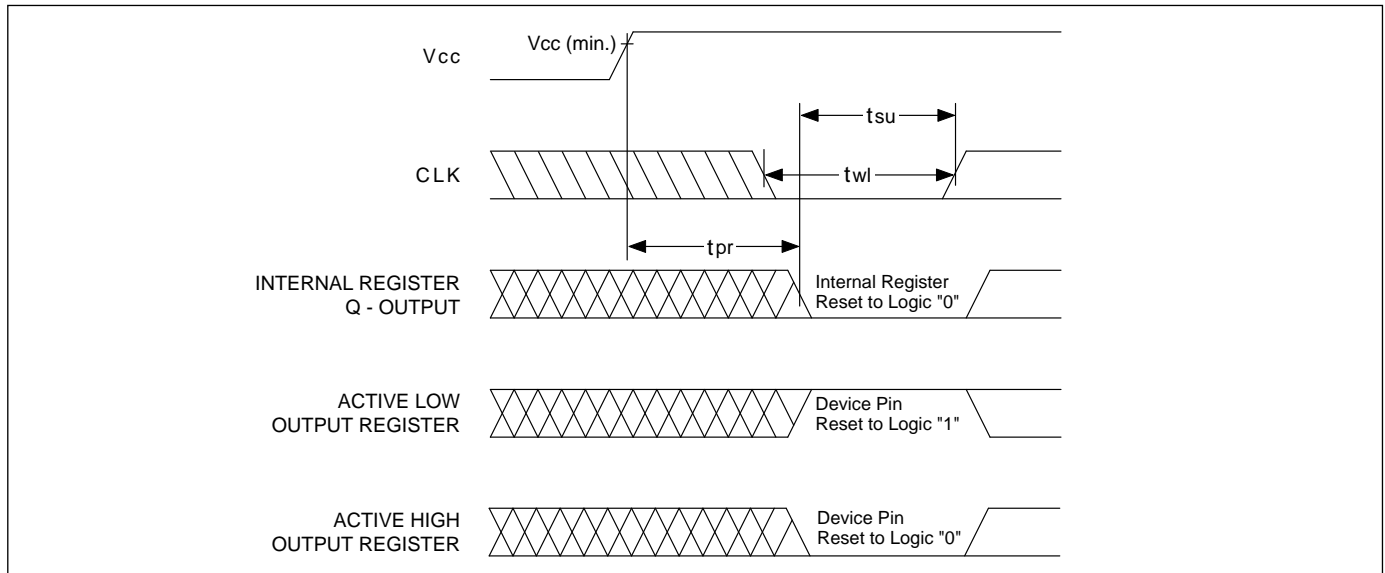 Vcc
Vcc (min.)
tsu
CLK
twl
tpr
INTERNAL REGISTER
Q - OUTPUT
Internal Register
Reset to Logic "0"
ACTIVE LOW
OUTPUT REGISTER
Device Pin
Reset to Logic "1"
ACTIVE HIGH
OUTPUT REGISTER
Device Pin
Reset to Logic "0"